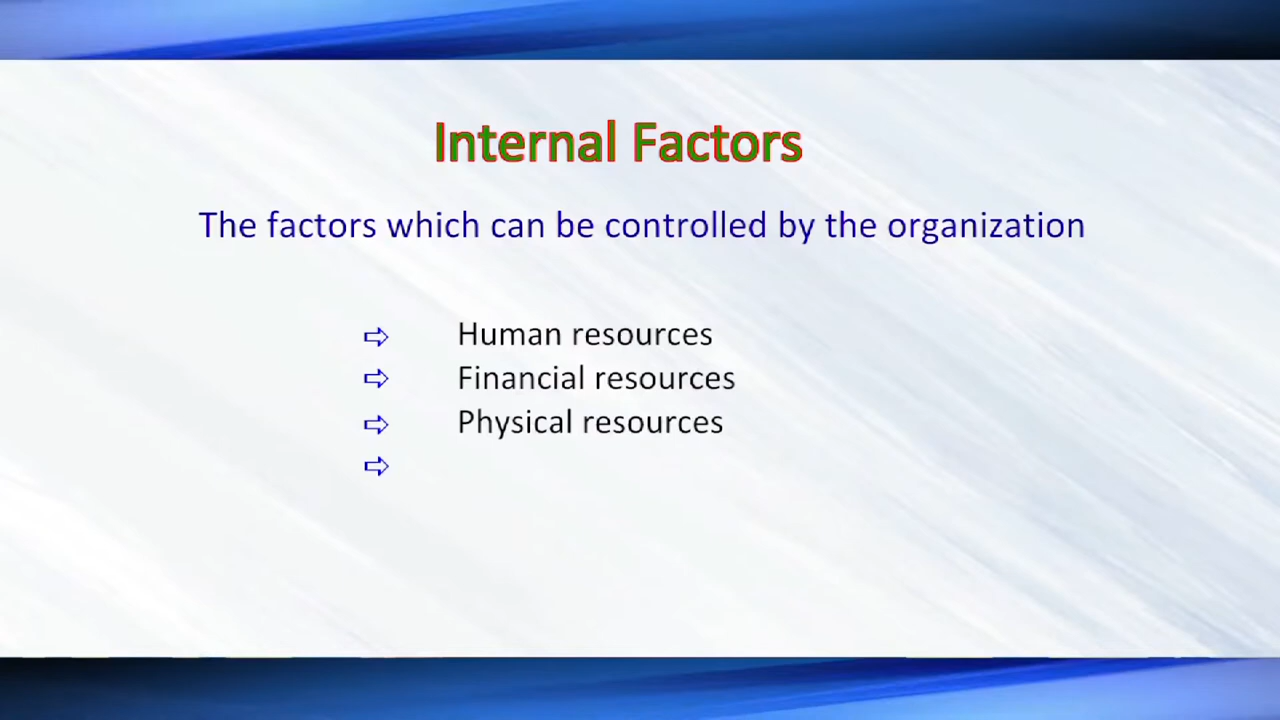 Internal Factors
The factors which can be controlled by the organization
⇨ Human resources
⇨ Financial resources
⇨ Physical resources
⇨